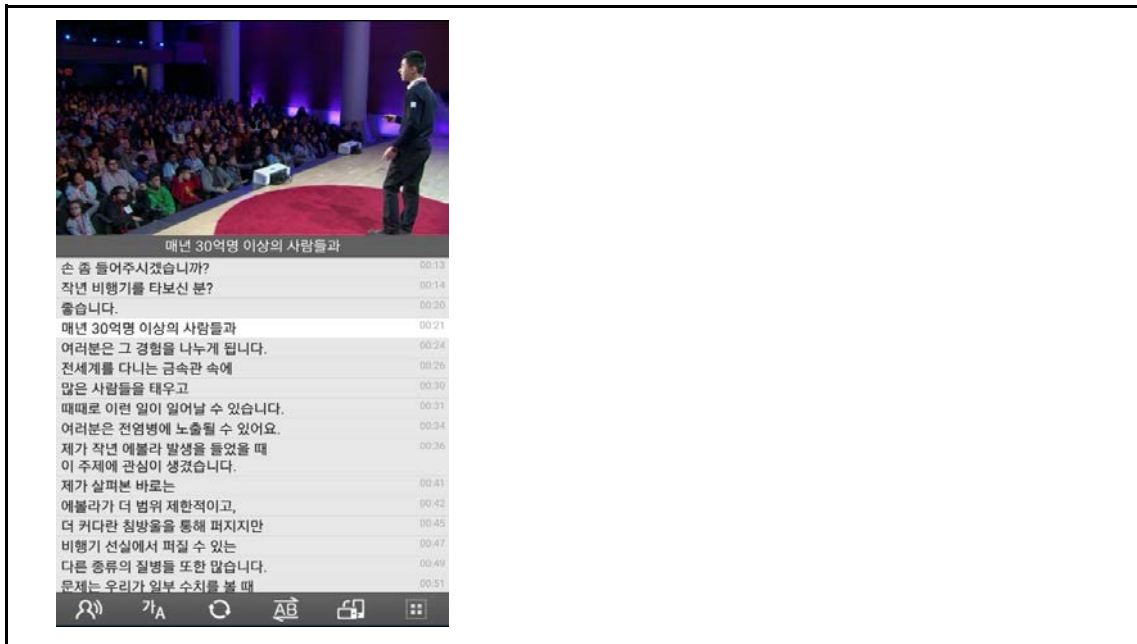 매년 30억명 이상의 사람들과
손 좀 들어주시겠습니까? 00:13
작년 비행기를 타보신 분? 00:14
좋습니다. 00:20
매년 30억명 이상의 사람들과 00:21
여러분은 그 경험을 나누게 됩니다. 00:24
전세계를 다니는 금속관 속에 00:26
많은 사람들을 태우고 00:30
때때로 이런 일이 일어날 수 있습니다. 00:31
여러분은 전염병에 노출될 수 있어요. 00:34
제가 작년 에볼라 발생을 들었을 때 00:36
이 주제에 관심이 생겼습니다.
제가 살펴본 바로는 00:41
에볼라가 더 범위 제한적이고, 00:42
더 커다란 침방울을 통해 퍼지지만 00:45
비행기 선실에서 퍼질 수 있는 00:47
다른 종류의 질병들 또한 많습니다. 00:49
문제는 우리가 일부 수치를 볼 때 00:51
가A AB